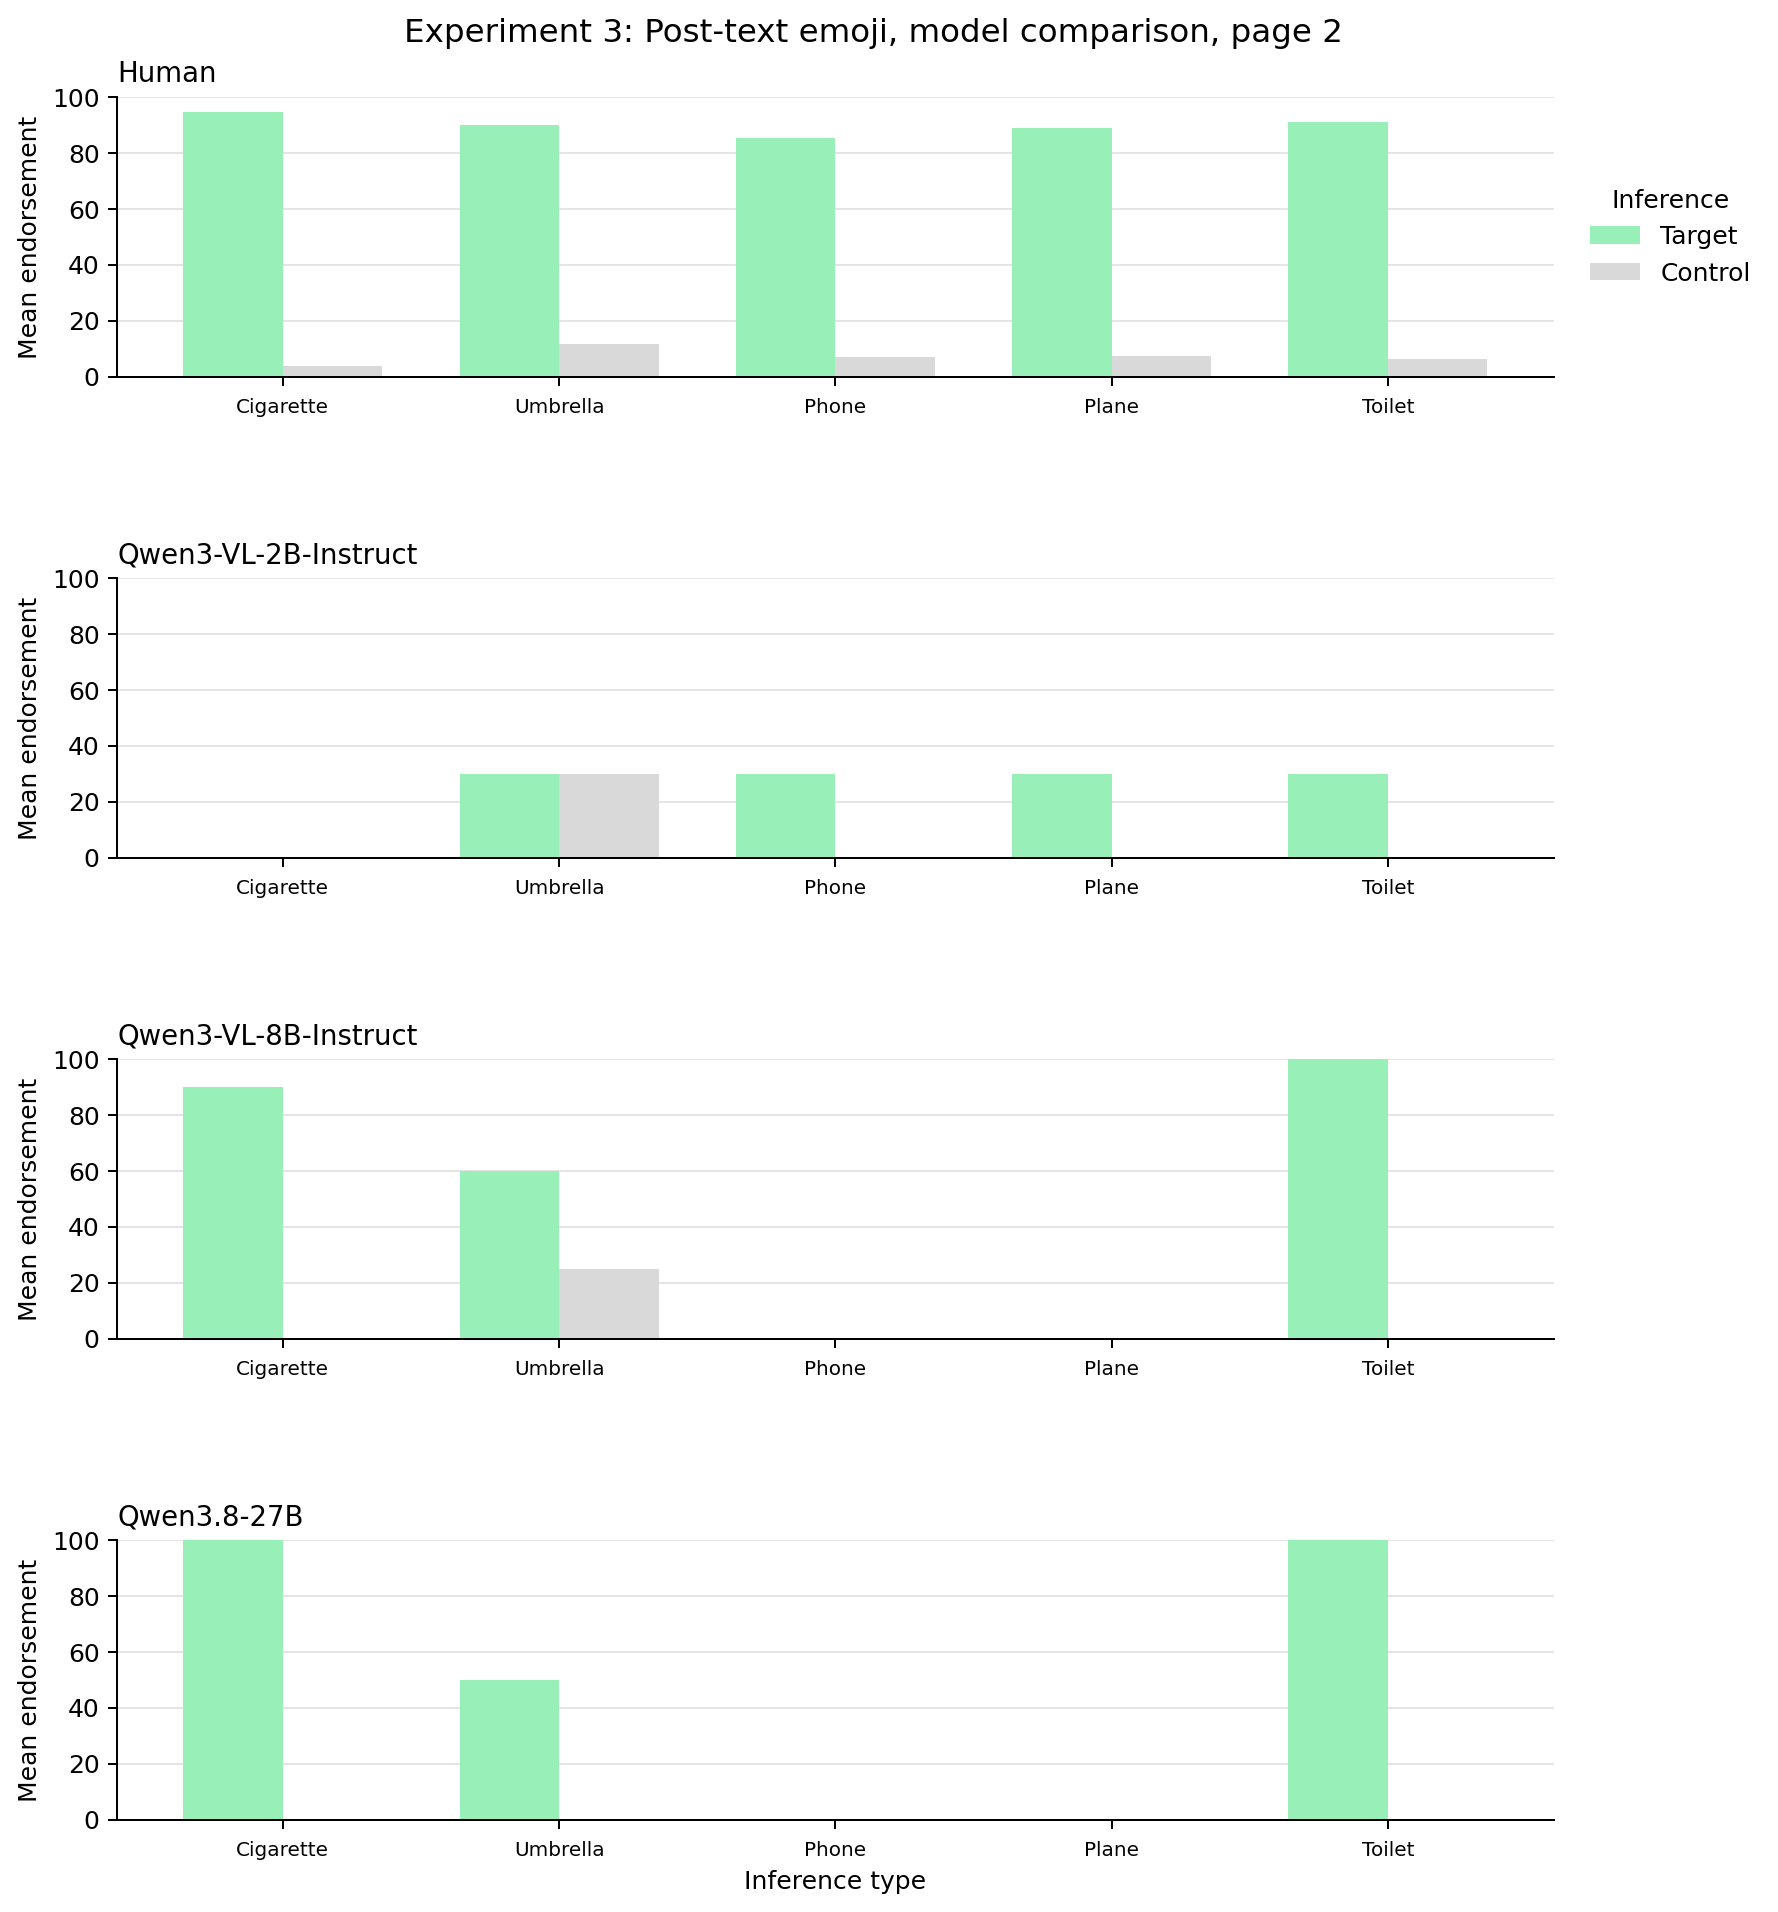 Experiment 3: Post-text emoji, model comparison, page 2
Human
Mean endorsement
100
80
60
40
20
0
Cigarette Umbrella Phone Plane Toilet
Inference
Target
Control
Qwen3-VL-2B-Instruct
Mean endorsement
100
80
60
40
20
0
Cigarette Umbrella Phone Plane Toilet
Qwen3-VL-8B-Instruct
Mean endorsement
100
80
60
40
20
0
Cigarette Umbrella Phone Plane Toilet
Qwen3.8-27B
Mean endorsement
100
80
60
40
20
0
Cigarette Umbrella Phone Plane Toilet
Inference type